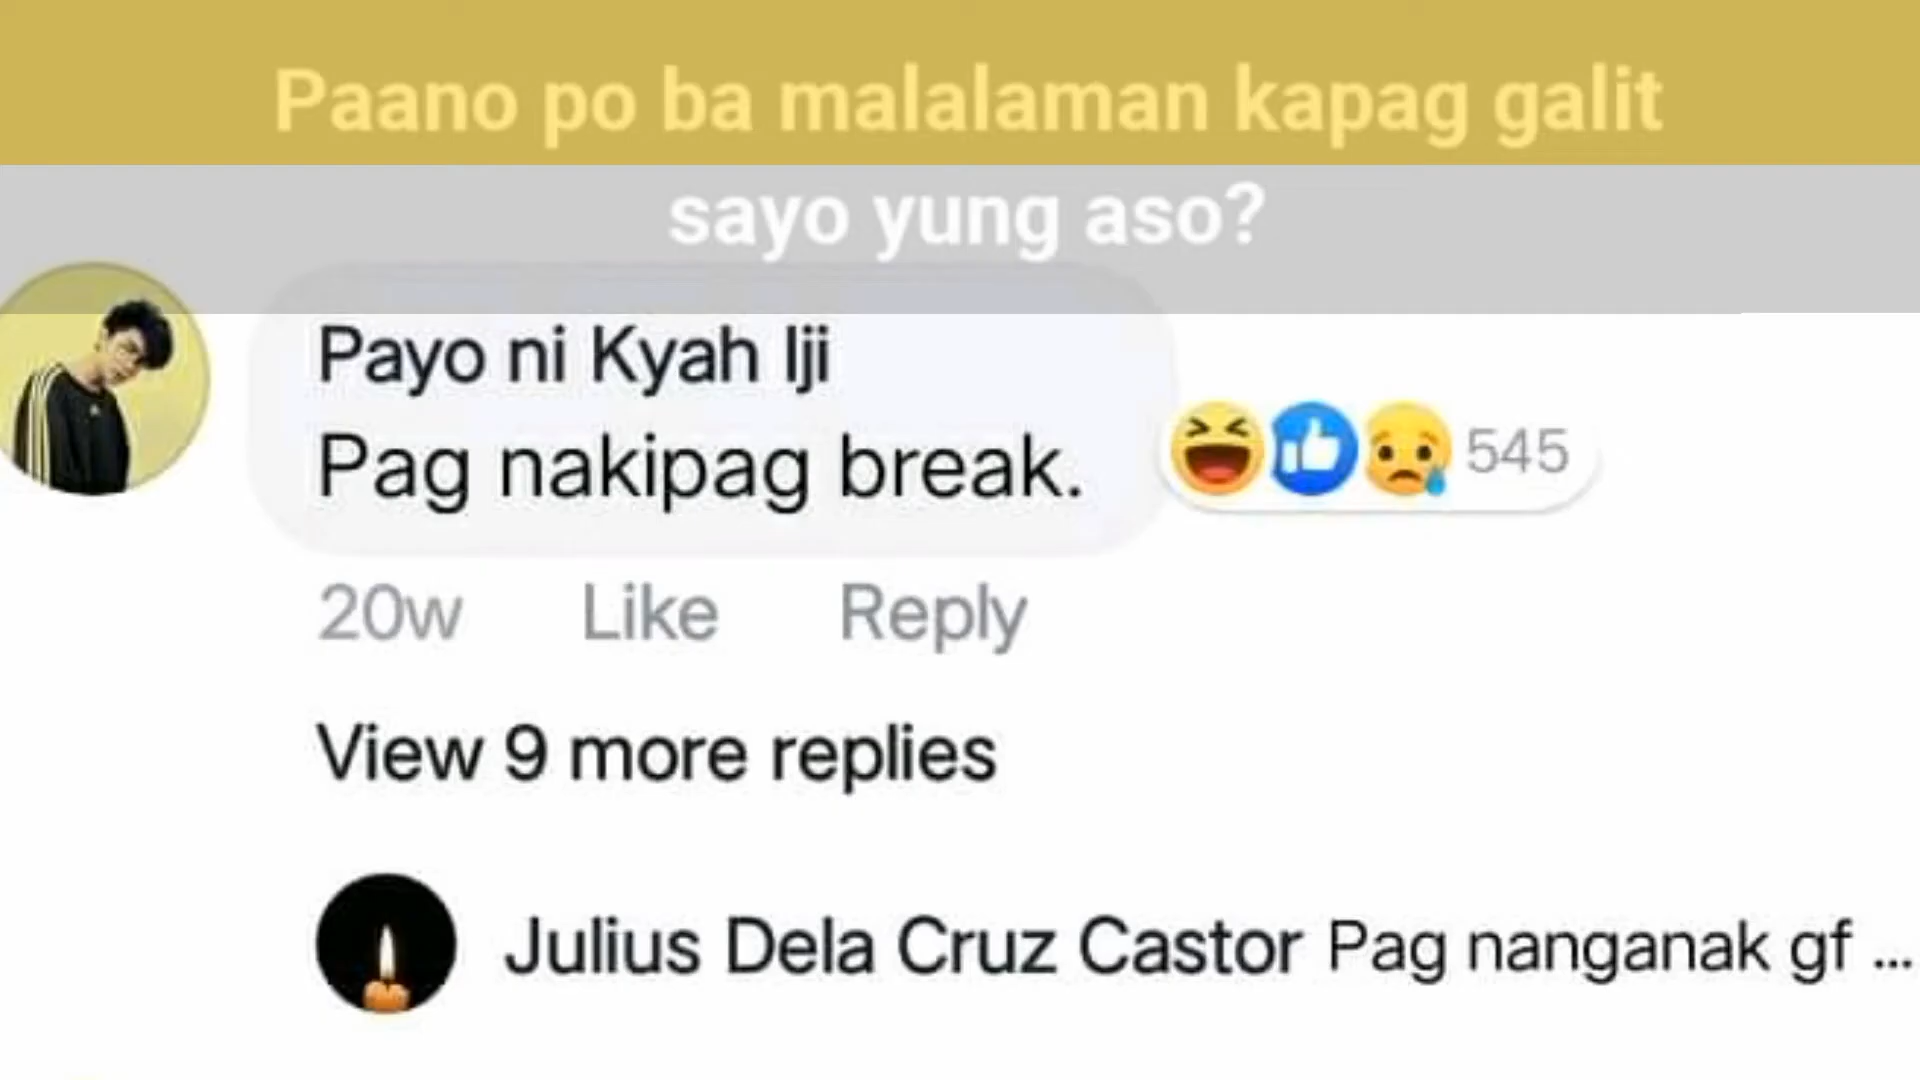 Paano po ba malalaman kapag galit
sayo yung aso?
Payo ni Kyah Iji
Pag nakipag break.
545
20w Like Reply
View 9 more replies
Julius Dela Cruz Castor Pag nanganak gf ...